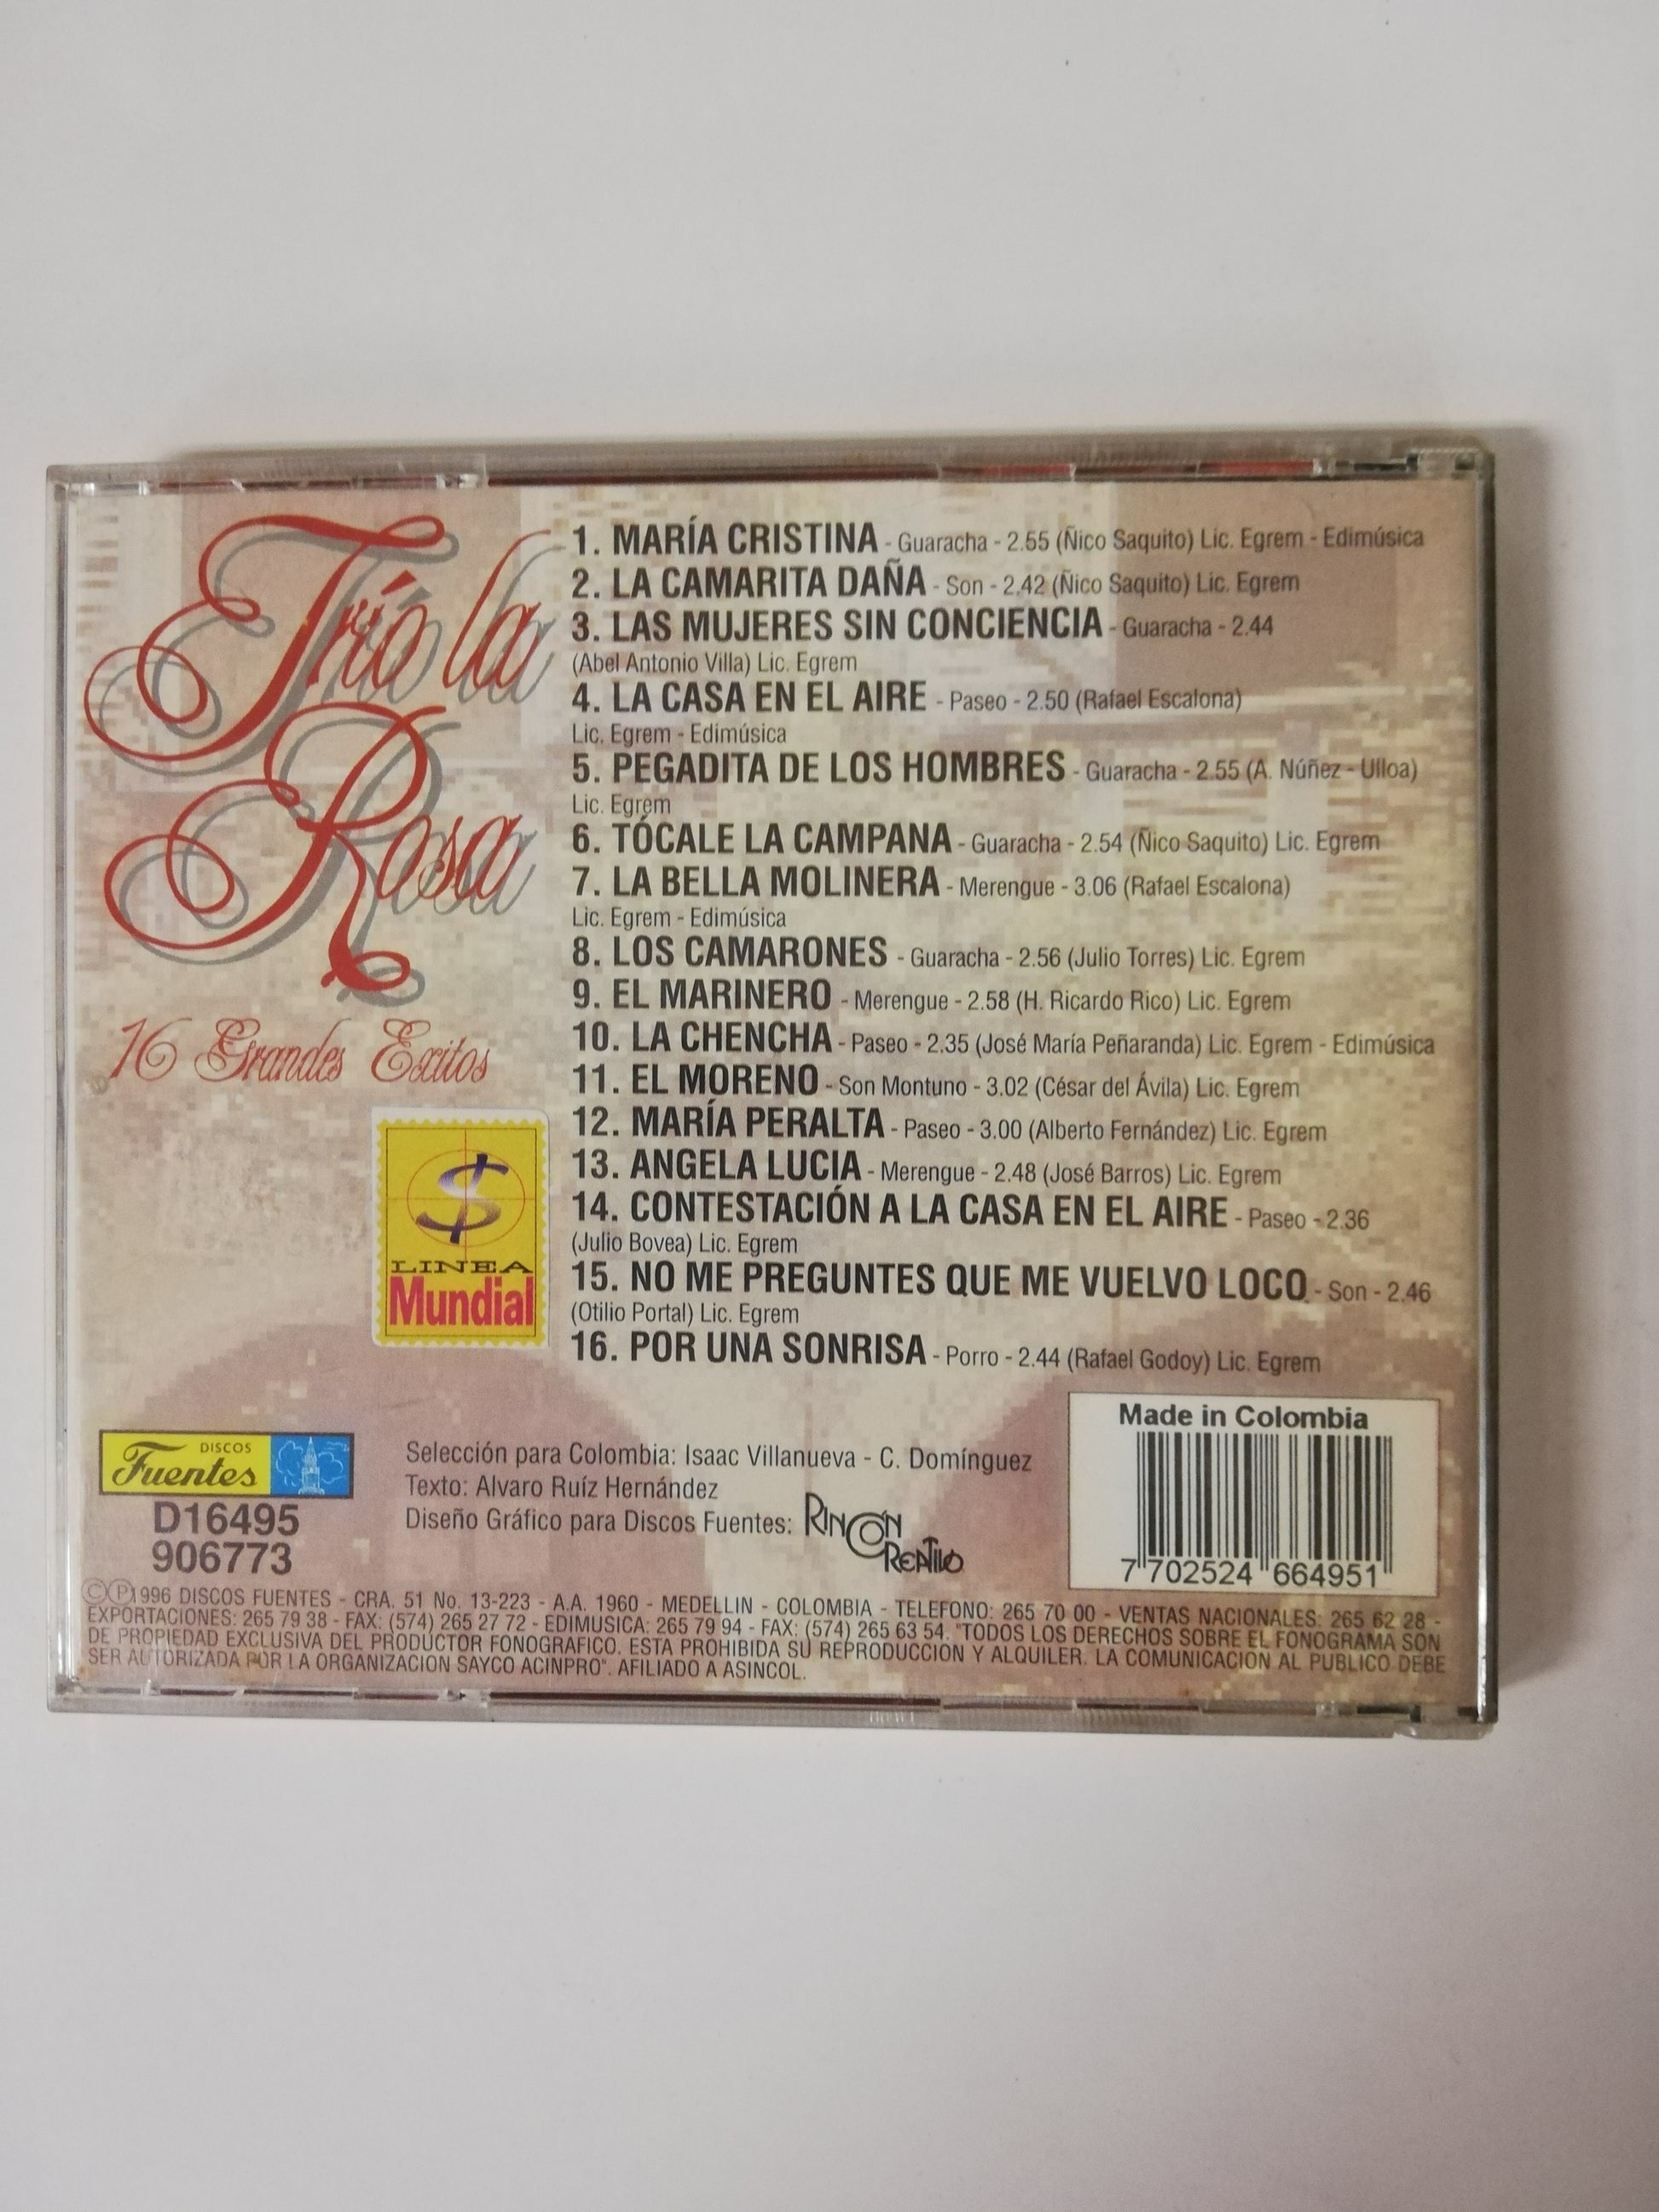 Trío la
Rosa
16 Grandes Exitos
$
LINEA
Mundial
1. MARÍA CRISTINA - Guaracha - 2.55 (Ñico Saquito) Lic. Egrem - Edimúsica
2. LA CAMARITA DAÑA - Son - 2.42 (Ñico Saquito) Lic. Egrem
3. LAS MUJERES SIN CONCIENCIA - Guaracha - 2.44
(Abel Antonio Villa) Lic. Egrem
4. LA CASA EN EL AIRE - Paseo - 2.50 (Rafael Escalona)
Lic. Egrem - Edimúsica
5. PEGADITA DE LOS HOMBRES - Guaracha - 2.55 (A. Núñez - Ulloa)
Lic. Egrem
6. TÓCALE LA CAMPANA - Guaracha - 2.54 (Ñico Saquito) Lic. Egrem
7. LA BELLA MOLINERA - Merengue - 3.06 (Rafael Escalona)
Lic. Egrem - Edimúsica
8. LOS CAMARONES - Guaracha - 2.56 (Julio Torres) Lic. Egrem
9. EL MARINERO - Merengue - 2.58 (H. Ricardo Rico) Lic. Egrem
10. LA CHENCHA - Paseo - 2.35 (José María Peñaranda) Lic. Egrem - Edimúsica
11. EL MORENO - Son Montuno - 3.02 (César del Ávila) Lic. Egrem
12. MARÍA PERALTA - Paseo - 3.00 (Alberto Fernández) Lic. Egrem
13. ANGELA LUCIA - Merengue - 2.48 (José Barros) Lic. Egrem
14. CONTESTACIÓN A LA CASA EN EL AIRE - Paseo - 2.36
(Julio Bovea) Lic. Egrem
15. NO ME PREGUNTES QUE ME VUELVO LOCO - Son - 2.46
(Otilio Portal) Lic. Egrem
16. POR UNA SONRISA - Porro - 2.44 (Rafael Godoy) Lic. Egrem
DISCOS
Fuentes
D16495
906773
Selección para Colombia: Isaac Villanueva - C. Domínguez
Texto: Alvaro Ruíz Hernández
Diseño Gráfico para Discos Fuentes: RINCÓN
CREATIVO
Made in Colombia
7 702524 664951
©℗1996 DISCOS FUENTES - CRA. 51 No. 13-223 - A.A. 1960 - MEDELLIN - COLOMBIA - TELEFONO: 265 70 00 - VENTAS NACIONALES: 265 62 28 -
EXPORTACIONES: 265 79 38 - FAX: (574) 265 27 72 - EDIMUSICA: 265 79 94 - FAX: (574) 265 63 54. "TODOS LOS DERECHOS SOBRE EL FONOGRAMA SON
DE PROPIEDAD EXCLUSIVA DEL PRODUCTOR FONOGRAFICO. ESTA PROHIBIDA SU REPRODUCCION Y ALQUILER. LA COMUNICACION AL PUBLICO DEBE
SER AUTORIZADA POR LA ORGANIZACION SAYCO ACINPRO". AFILIADO A ASINCOL.